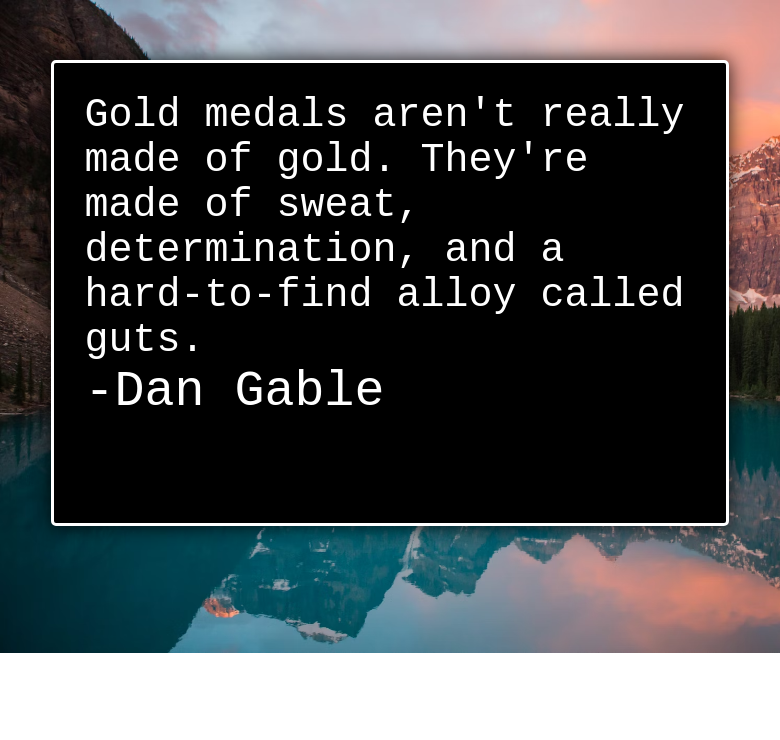 Gold medals aren't really
made of gold. They're
made of sweat,
determination, and a
hard-to-find alloy called
guts.
-Dan Gable